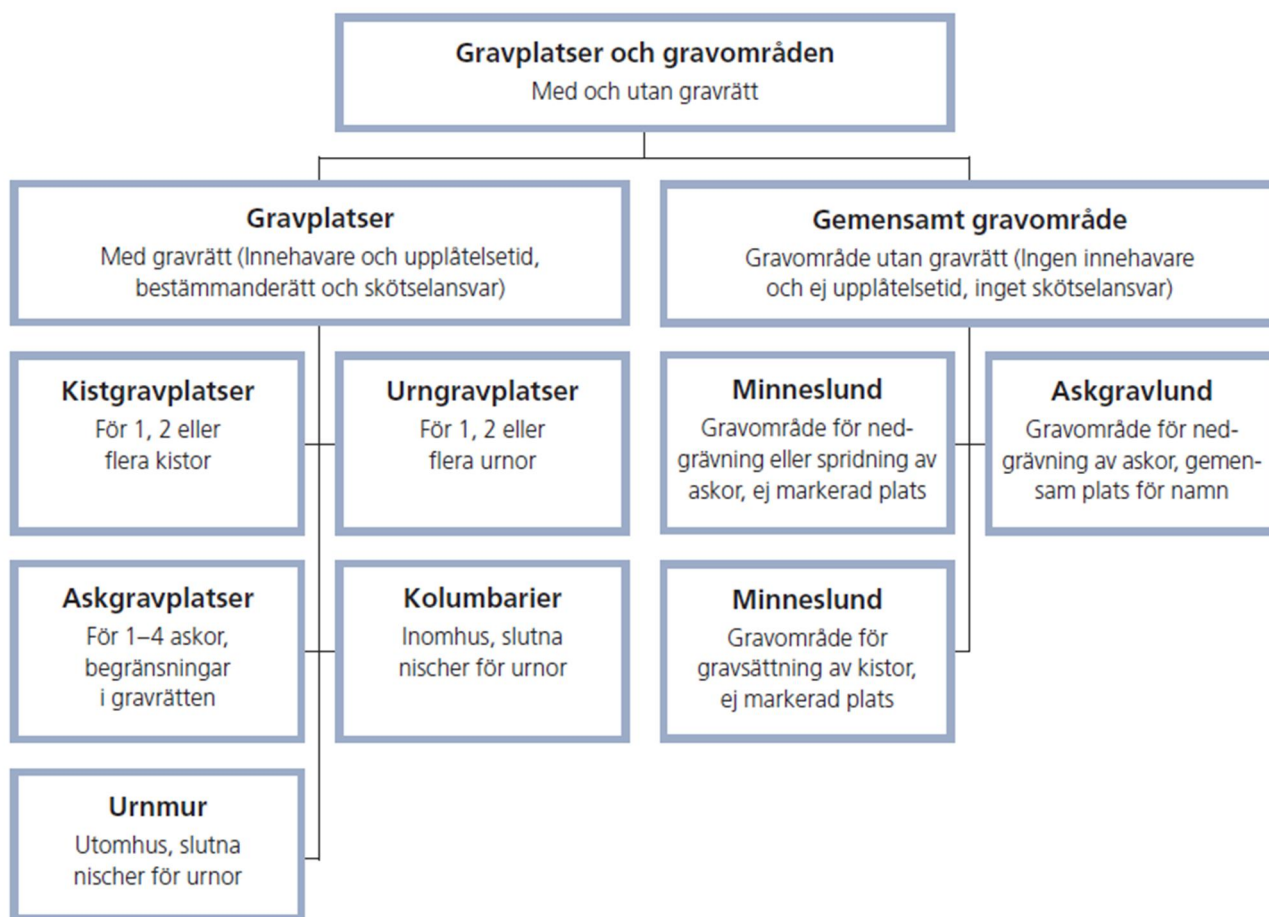 Gravplatser och gravområden
Med och utan gravrätt
Gravplatser
Med gravrätt (Innehavare och upplåtelsetid,
bestämmanderätt och skötselansvar)
Gemensamt gravområde
Gravområde utan gravrätt (Ingen innehavare
och ej upplåtelsetid, inget skötselansvar)
Kistgravplatser
För 1, 2 eller
flera kistor
Urngravplatser
För 1, 2 eller
flera urnor
Minneslund
Gravområde för ned-
grävning eller spridning av
askor, ej markerad plats
Askgravlund
Gravområde för ned-
grävning av askor, gemen-
sam plats för namn
Askgravplatser
För 1–4 askor,
begränsningar
i gravrätten
Kolumbarier
Inomhus, slutna
nischer för urnor
Minneslund
Gravområde för
gravsättning av kistor,
ej markerad plats
Urnmur
Utomhus, slutna
nischer för urnor